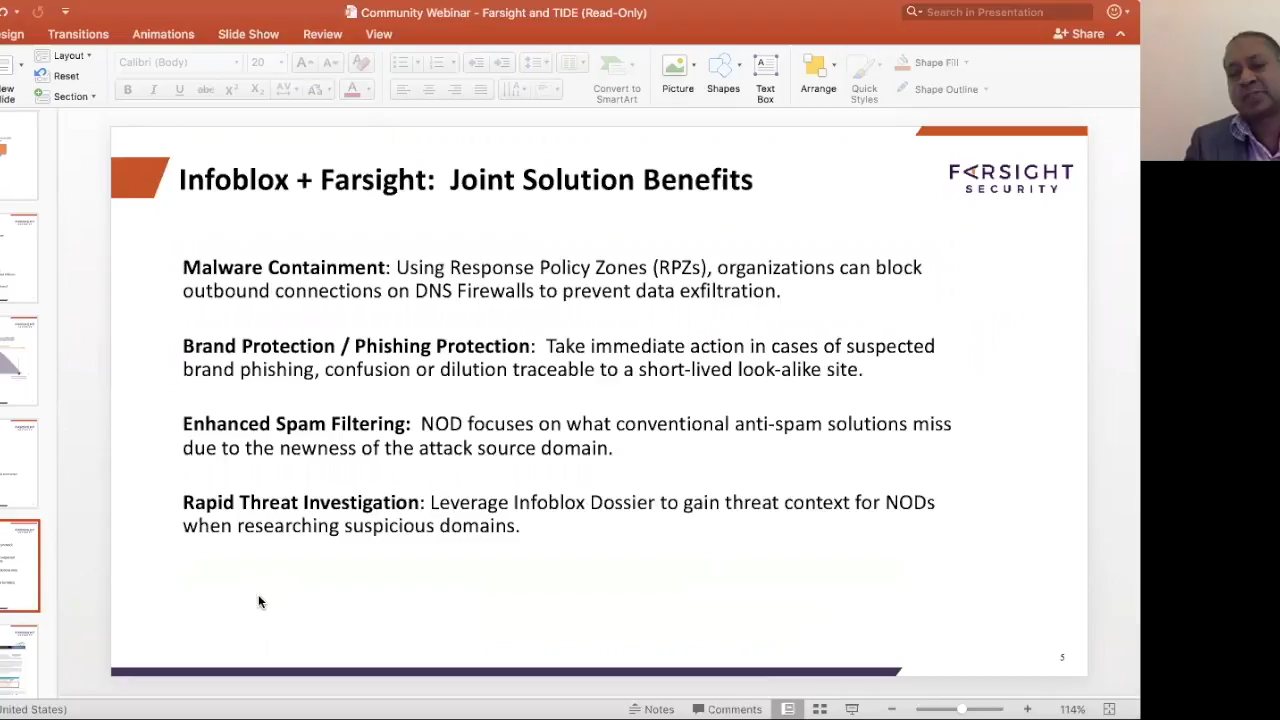 Community Webinar - Farsight and TIDE (Read-Only)
Search in Presentation
Transitions
Animations
Slide Show
Review
View
Share
Layout
Reset
Section
Calibri (Body)
20
Convert to
SmartArt
Picture
Shapes
Text
Box
Arrange
Quick
Styles
Shape Fill
Shape Outline
Infoblox + Farsight:  Joint Solution Benefits
FARSIGHT
SECURITY
Malware Containment: Using Response Policy Zones (RPZs), organizations can block
outbound connections on DNS Firewalls to prevent data exfiltration.
Brand Protection / Phishing Protection:  Take immediate action in cases of suspected
brand phishing, confusion or dilution traceable to a short-lived look-alike site.
Enhanced Spam Filtering:  NOD focuses on what conventional anti-spam solutions miss
due to the newness of the attack source domain.
Rapid Threat Investigation: Leverage Infoblox Dossier to gain threat context for NODs
when researching suspicious domains.
5
United States)
Notes
Comments
114%